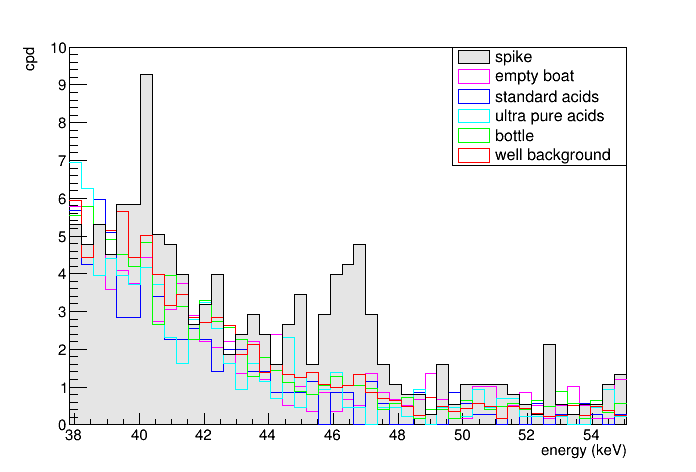 cpd
10
9
8
7
6
5
4
3
2
1
0
spike
empty boat
standard acids
ultra pure acids
bottle
well background
38 40 42 44 46 48 50 52 54
energy (keV)